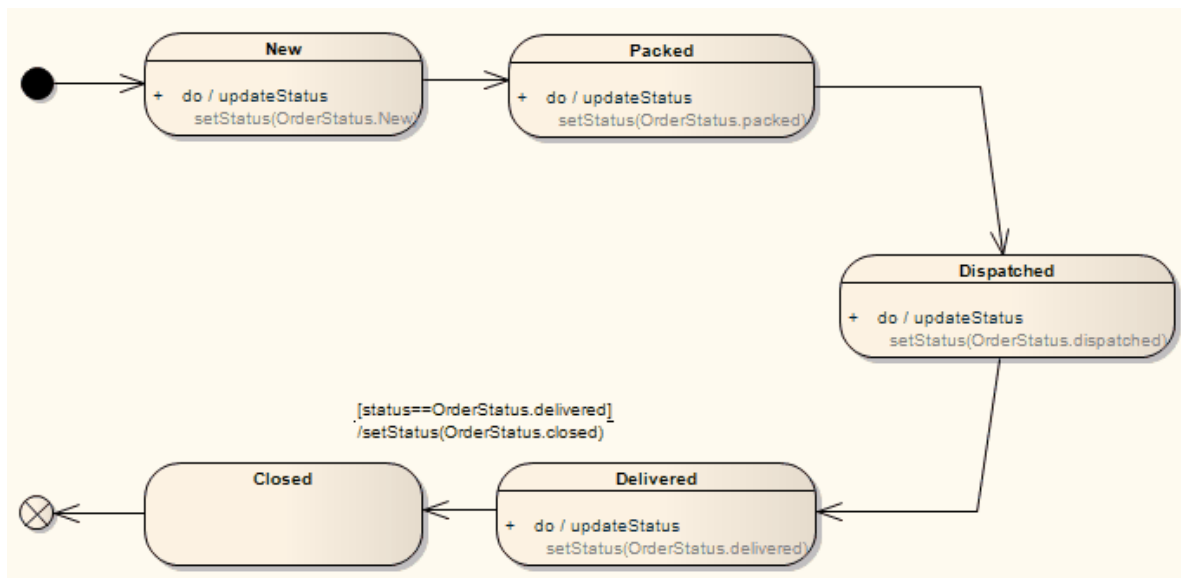 New
+ do / updateStatus
setStatus(OrderStatus.New)
Packed
+ do / updateStatus
setStatus(OrderStatus.packed)
Dispatched
+ do / updateStatus
setStatus(OrderStatus.dispatched)
[status==OrderStatus.delivered]
/setStatus(OrderStatus.closed)
Closed
Delivered
+ do / updateStatus
setStatus(OrderStatus.delivered)